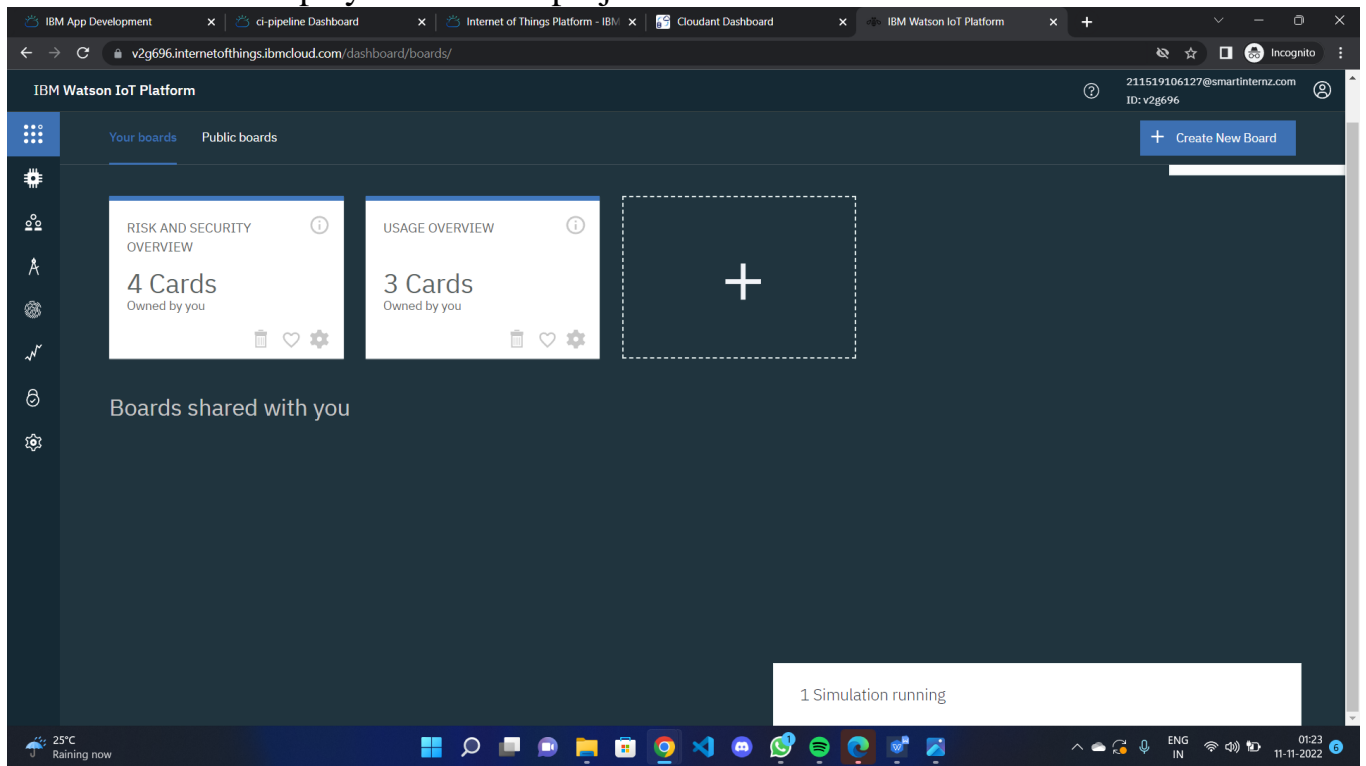 IBM App Development
ci-pipeline Dashboard
Internet of Things Platform - IBM
Cloudant Dashboard
IBM Watson IoT Platform
v2g696.internetofthings.ibmcloud.com/dashboard/boards/
Incognito
IBM Watson IoT Platform
211519106127@smartinternz.com
ID: v2g696
Your boards
Public boards
Create New Board
RISK AND SECURITY
OVERVIEW
4 Cards
Owned by you
USAGE OVERVIEW
3 Cards
Owned by you
Boards shared with you
1 Simulation running
25°C
Raining now
1
ENG
IN
01:23
11-11-2022
6